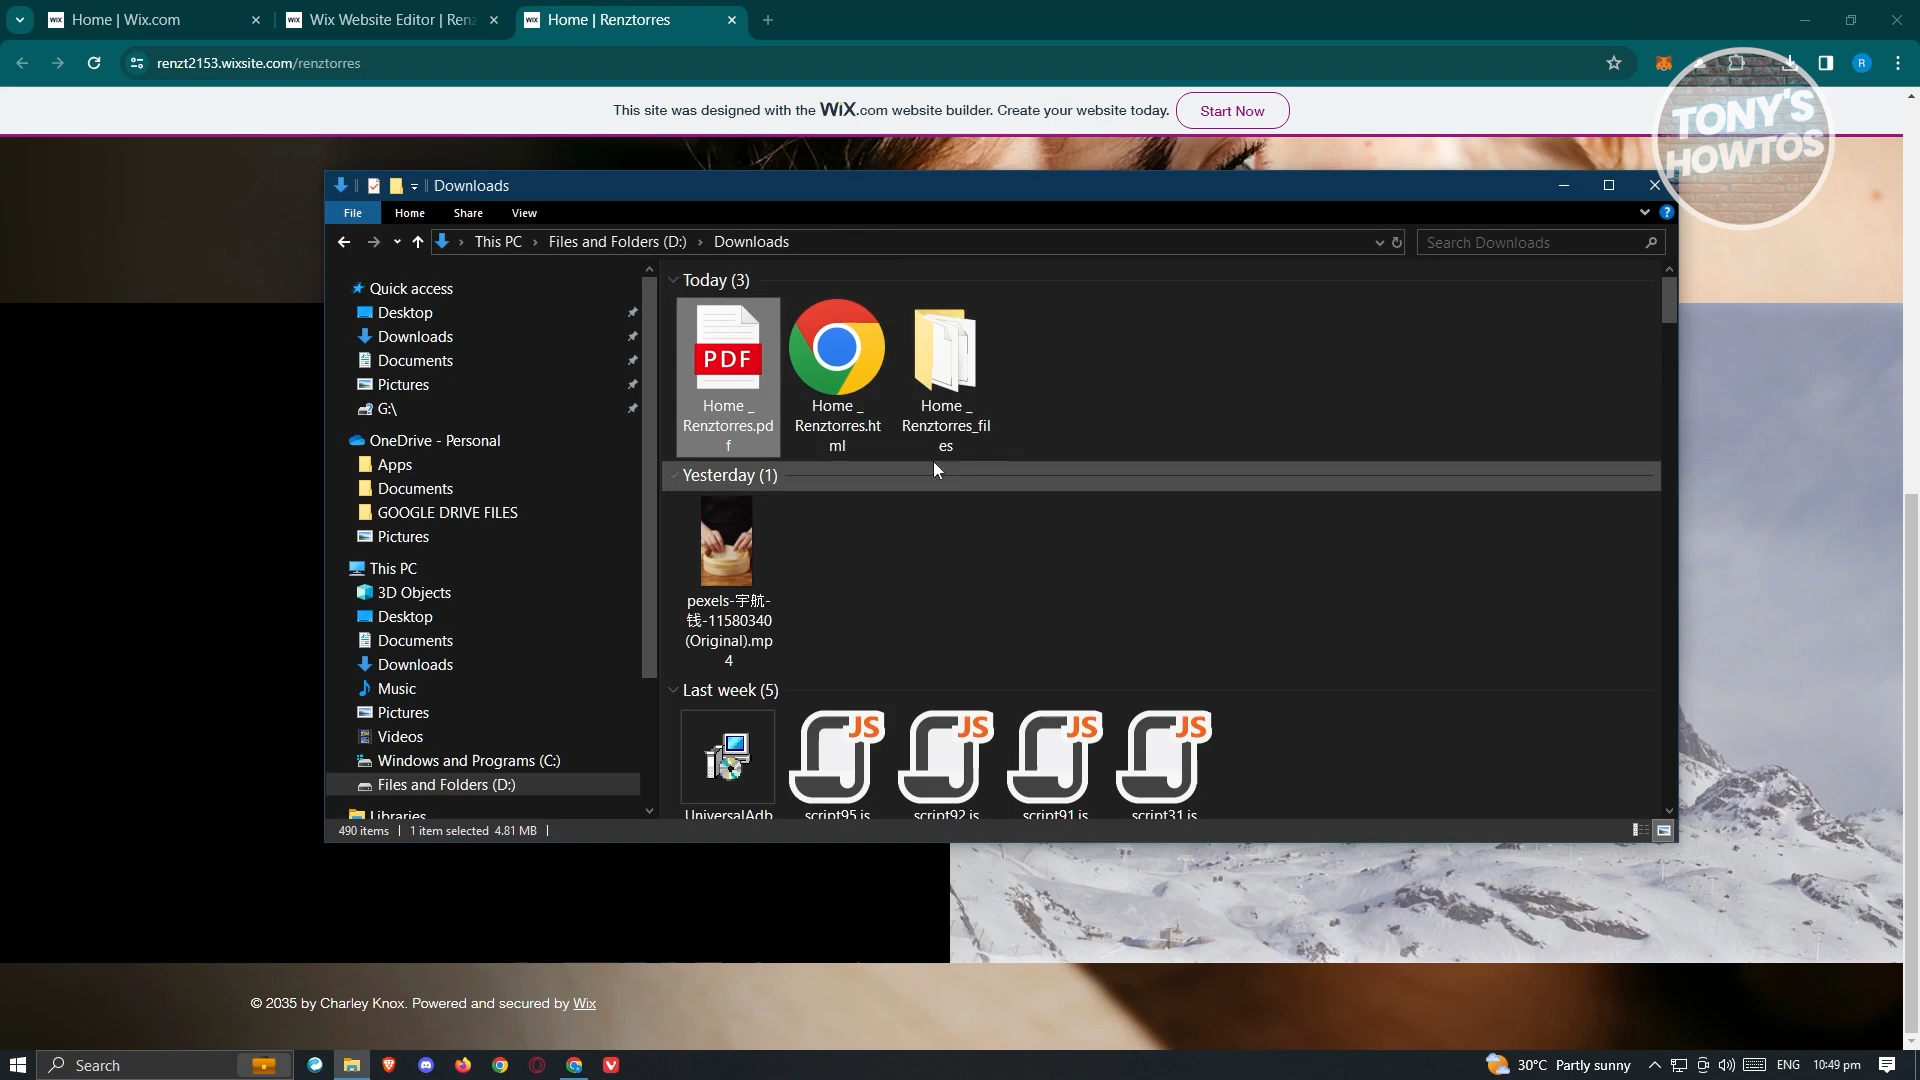 Home | Wix.com
Wix Website Editor | Renz
Home | Renztorres
renzt2153.wixsite.com/renztorres
R
This site was designed with the WiX.com website builder. Create your website today.
Start Now
TONY'S
HOWTOS
Downloads
File
Home
Share
View
This PC
Files and Folders (D:)
Downloads
Search Downloads
Quick access
Desktop
Downloads
Documents
Pictures
G:\
OneDrive - Personal
Apps
Documents
GOOGLE DRIVE FILES
Pictures
This PC
3D Objects
Desktop
Documents
Downloads
Music
Pictures
Videos
Windows and Programs (C:)
Files and Folders (D:)
Libraries
Today (3)
PDF
Home _
Renztorres.pd
f
Home _
Renztorres.ht
ml
Home _
Renztorres_fil
es
Yesterday (1)
pexels-宇航-
钱-11580340
(Original).mp
4
Last week (5)
JS
JS
JS
JS
UniversalAdb
script95.js
script92.js
script91.js
script31.js
490 items
1 item selected 4.81 MB
© 2035 by Charley Knox. Powered and secured by Wix
Search
30°C Partly sunny
ENG
10:49 pm